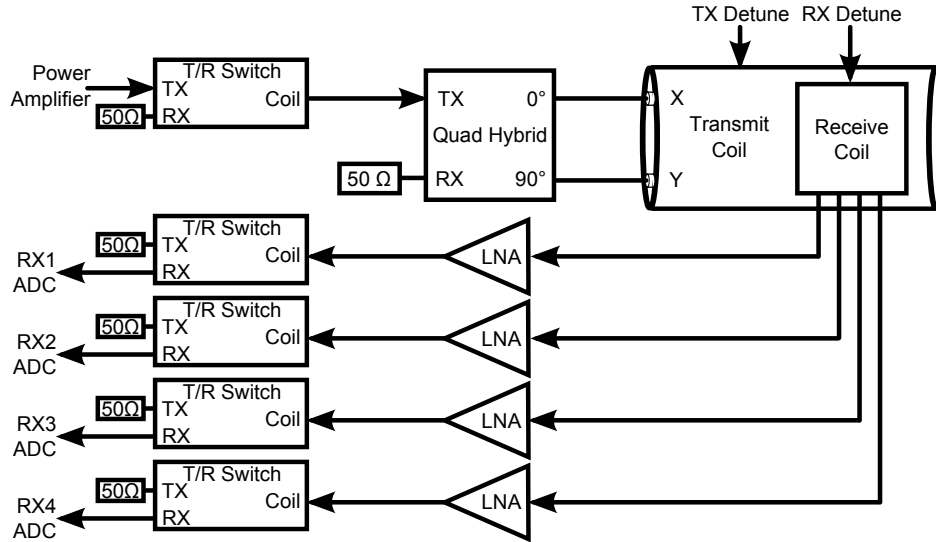 TX Detune RX Detune
Power
Amplifier
T/R Switch
TX
RX
Coil
50Ω
TX 0°
Quad Hybrid
RX 90°
50 Ω
X
Y
Transmit
Coil
Receive
Coil
RX1
ADC
50Ω
T/R Switch
TX
RX
Coil
LNA
RX2
ADC
50Ω
T/R Switch
TX
RX
Coil
LNA
RX3
ADC
50Ω
T/R Switch
TX
RX
Coil
LNA
RX4
ADC
50Ω
T/R Switch
TX
RX
Coil
LNA